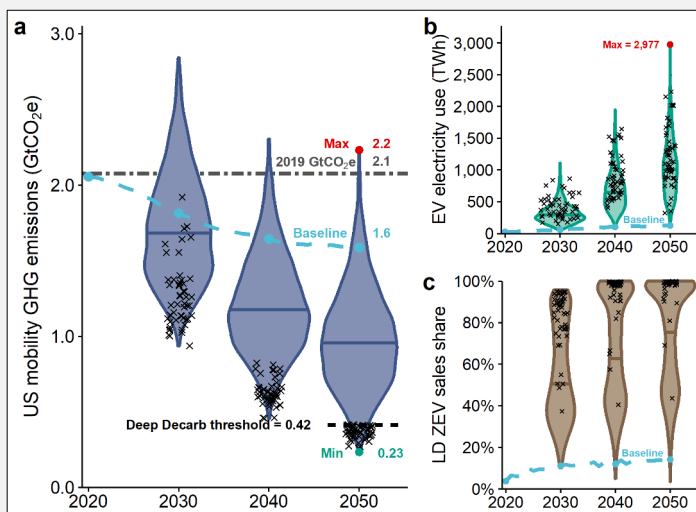 a
US mobility GHG emissions (GtCO₂e)
3.0
2.0
1.0
0.0
Max 2.2
2019 GtCO₂e 2.1
Baseline 1.6
Deep Decarb threshold = 0.42
Min 0.23
2020 2030 2040 2050
b
EV electricity use (TWh)
3,000
2,500
2,000
1,500
1,000
500
0
Max = 2,977
Baseline
2020 2030 2040 2050
c
LD ZEV sales share
100%
80%
60%
40%
20%
0%
Baseline
2020 2030 2040 2050